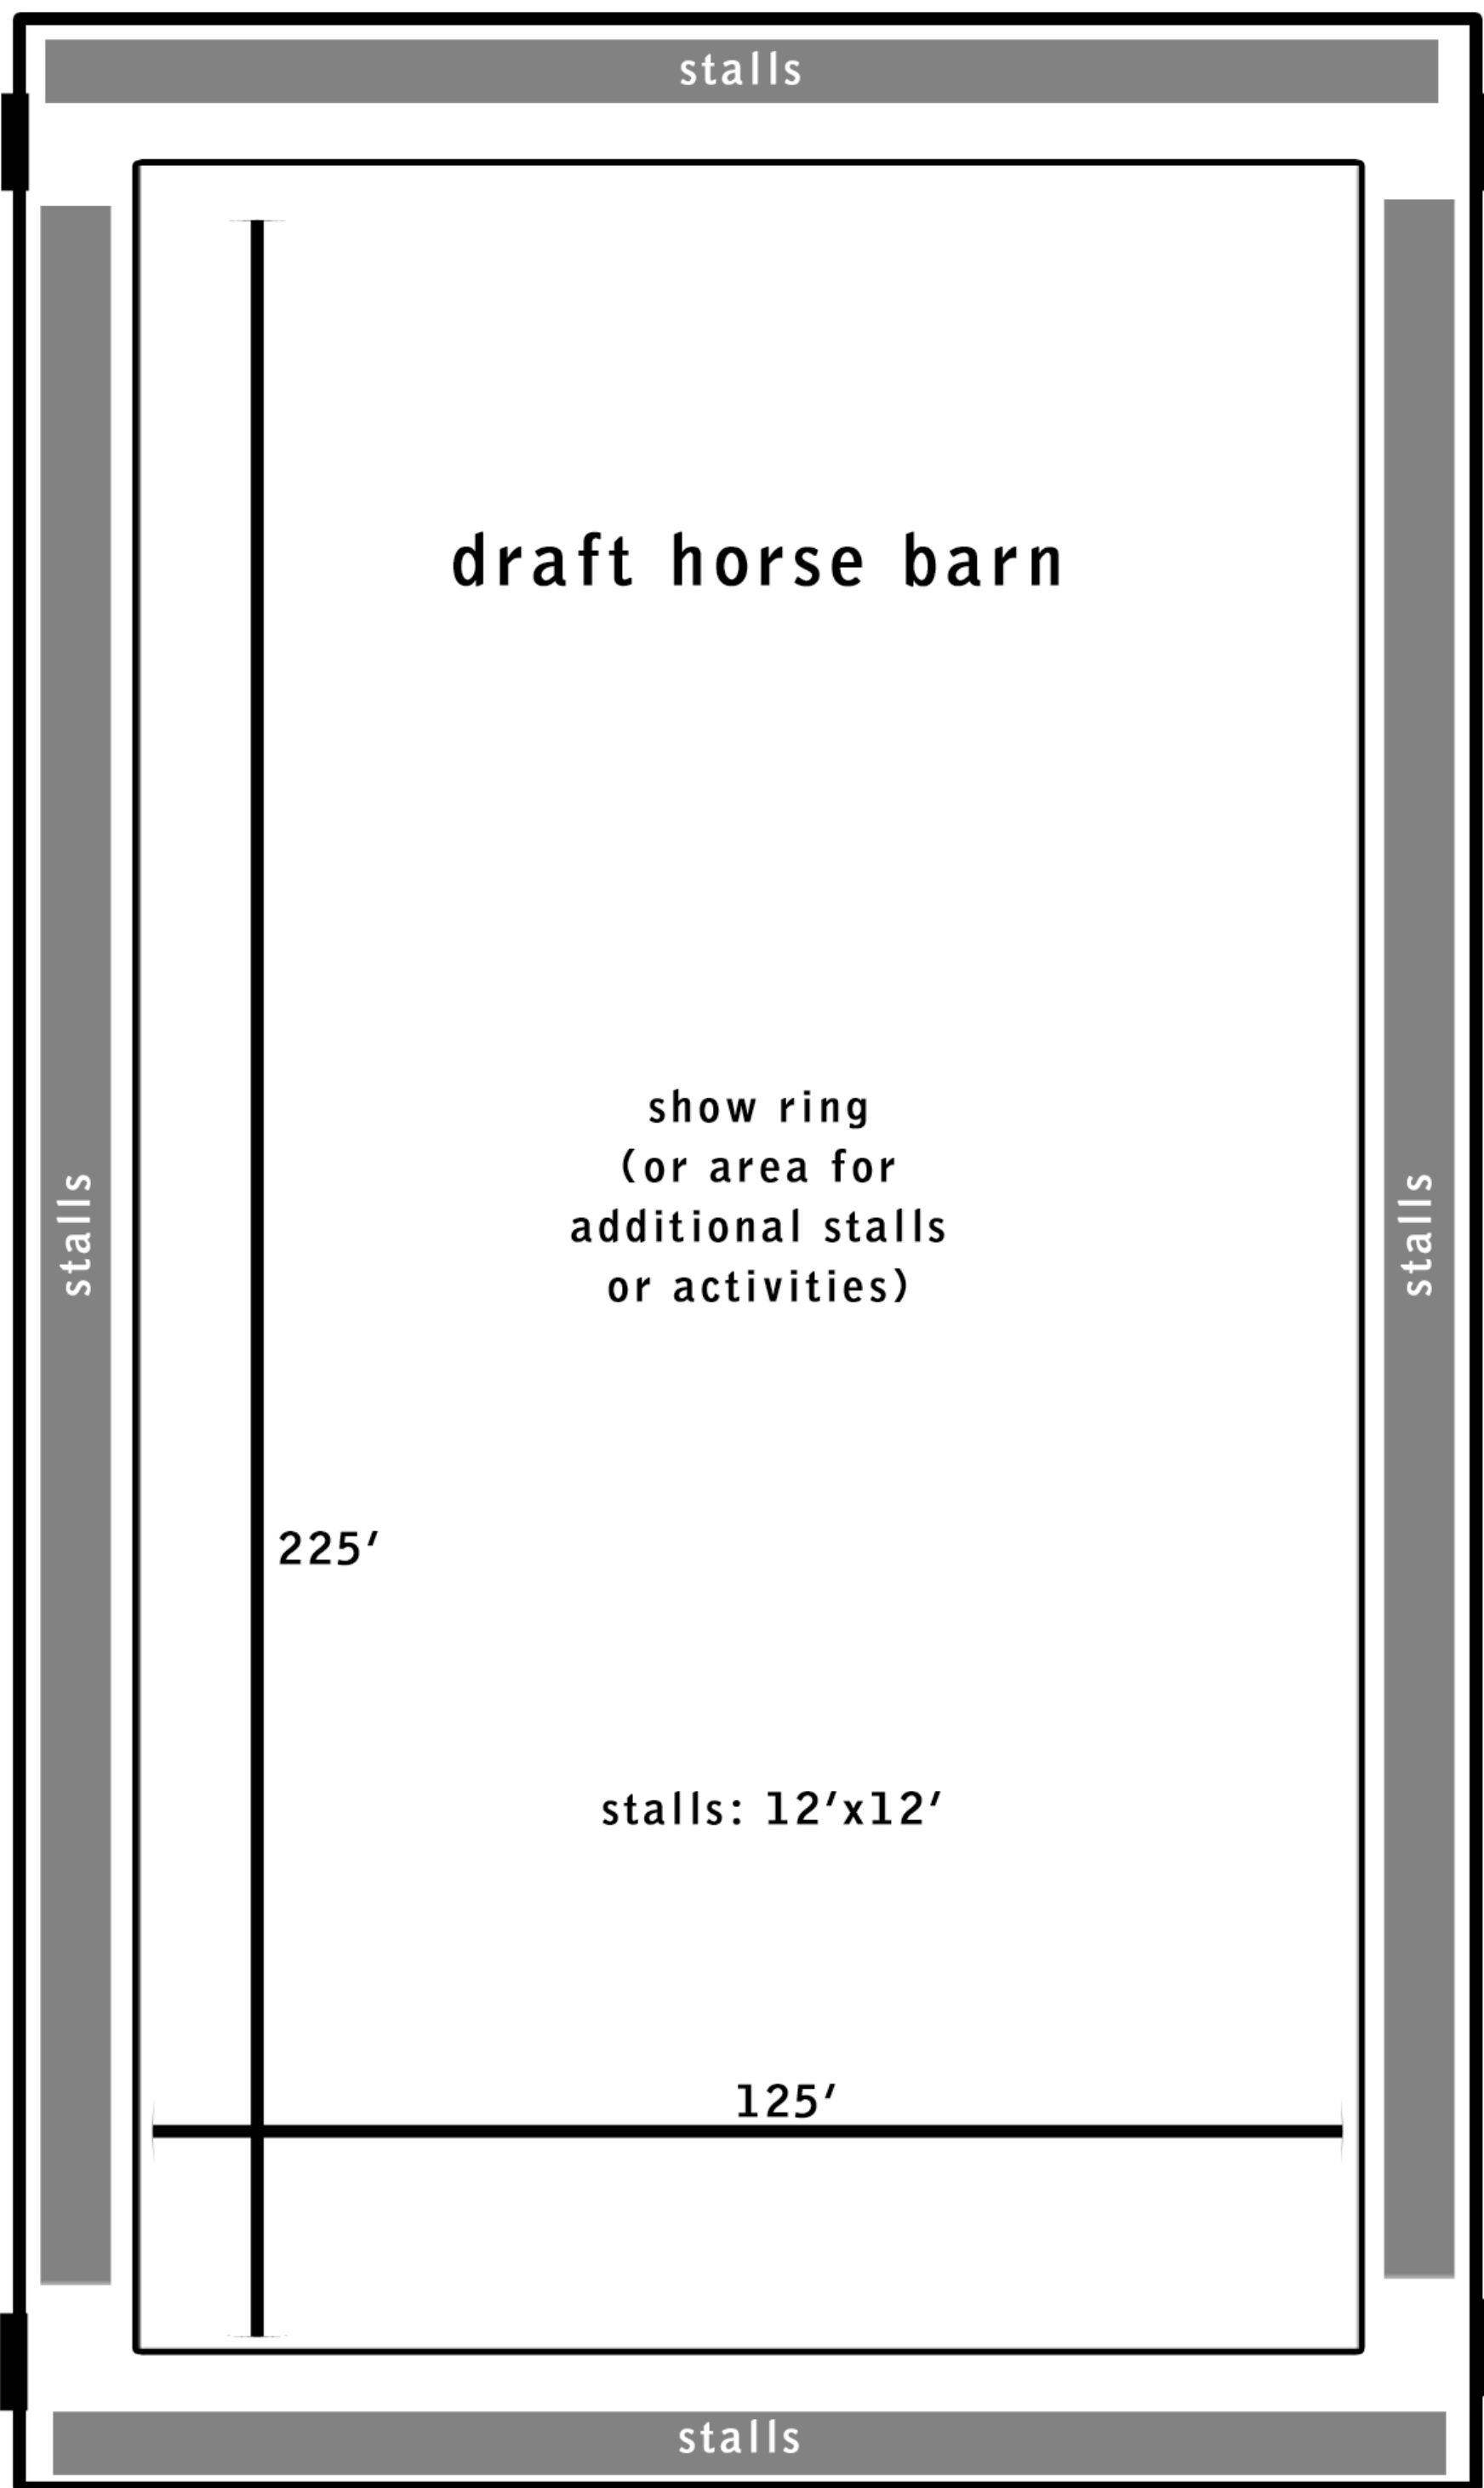 stalls
draft horse barn
show ring
(or area for
additional stalls
or activities)
stalls
stalls
225′
stalls: 12′x12′
125′
stalls